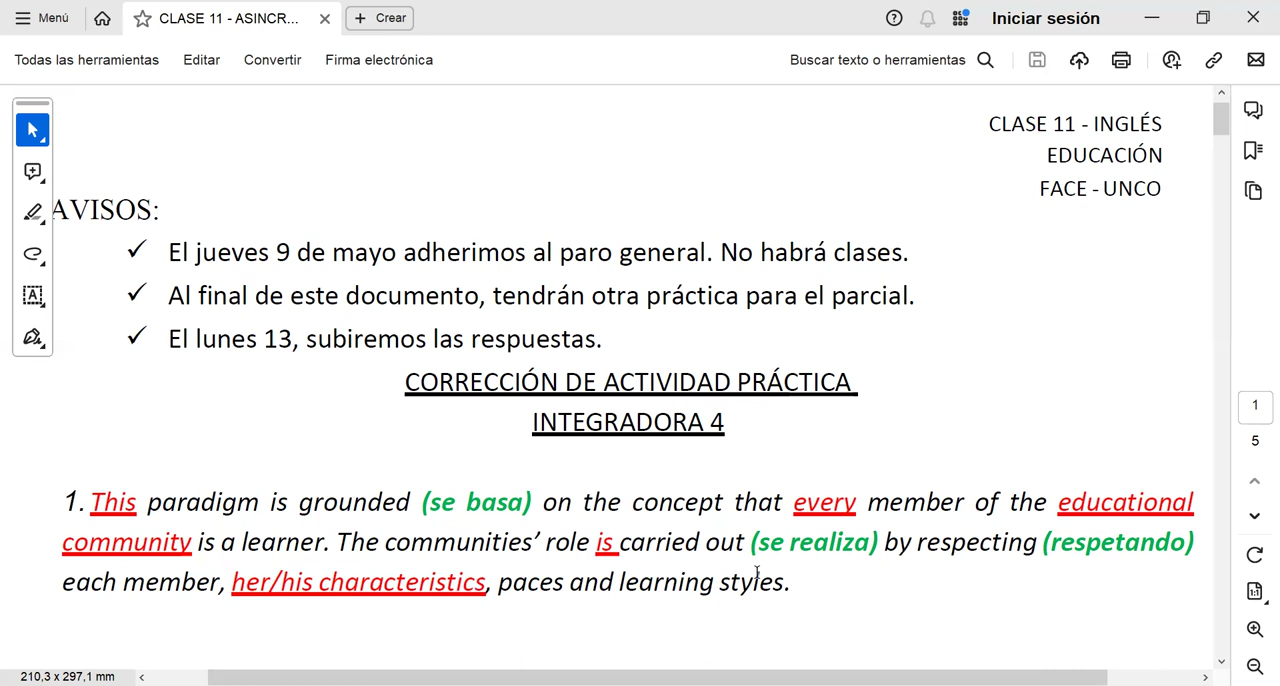 Menú
CLASE 11 - ASINCR...
Crear
Iniciar sesión
Todas las herramientas
Editar
Convertir
Firma electrónica
Buscar texto o herramientas
CLASE 11 - INGLÉS
EDUCACIÓN
FACE - UNCO
AVISOS:
✓ El jueves 9 de mayo adherimos al paro general. No habrá clases.
✓ Al final de este documento, tendrán otra práctica para el parcial.
✓ El lunes 13, subiremos las respuestas.
CORRECCIÓN DE ACTIVIDAD PRÁCTICA
INTEGRADORA 4
1. This paradigm is grounded (se basa) on the concept that every member of the educational
community is a learner. The communities’ role is carried out (se realiza) by respecting (respetando)
each member, her/his characteristics, paces and learning styles.
1
5
210,3 x 297,1 mm